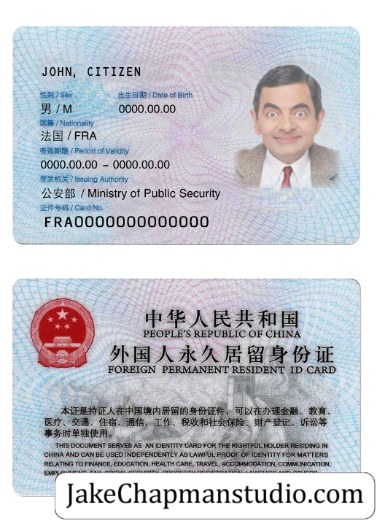 JOHN, CITIZEN
性别 / Sex 出生日期 / Date of Birth
男 / M 0000.00.00
国籍 / Nationality
法国 / FRA
有效期限 / Period of Validity
0000.00.00 – 0000.00.00
签发机关 / Issuing Authority
公安部 / Ministry of Public Security
证件号码 / Card No.
FRA0000000000000
中华人民共和国
PEOPLE'S REPUBLIC OF CHINA
外国人永久居留身份证
FOREIGN PERMANENT RESIDENT ID CARD
本证是持证人在中国境内居留的身份证件，可以在办理金融、教育、
医疗、交通、住宿、通信、工作、税收和社会保险、财产登记、诉讼等
事务时单独使用。
THIS DOCUMENT SERVES AS AN IDENTITY CARD FOR THE RIGHTFUL HOLDER RESIDING IN
CHINA AND CAN BE USED INDEPENDENTLY AS LAWFUL PROOF OF IDENTITY FOR MATTERS
RELATING TO FINANCE, EDUCATION, HEALTH CARE, TRAVEL, ACCOMMODATION, COMMUNICATION,
JakeChapmanstudio.com